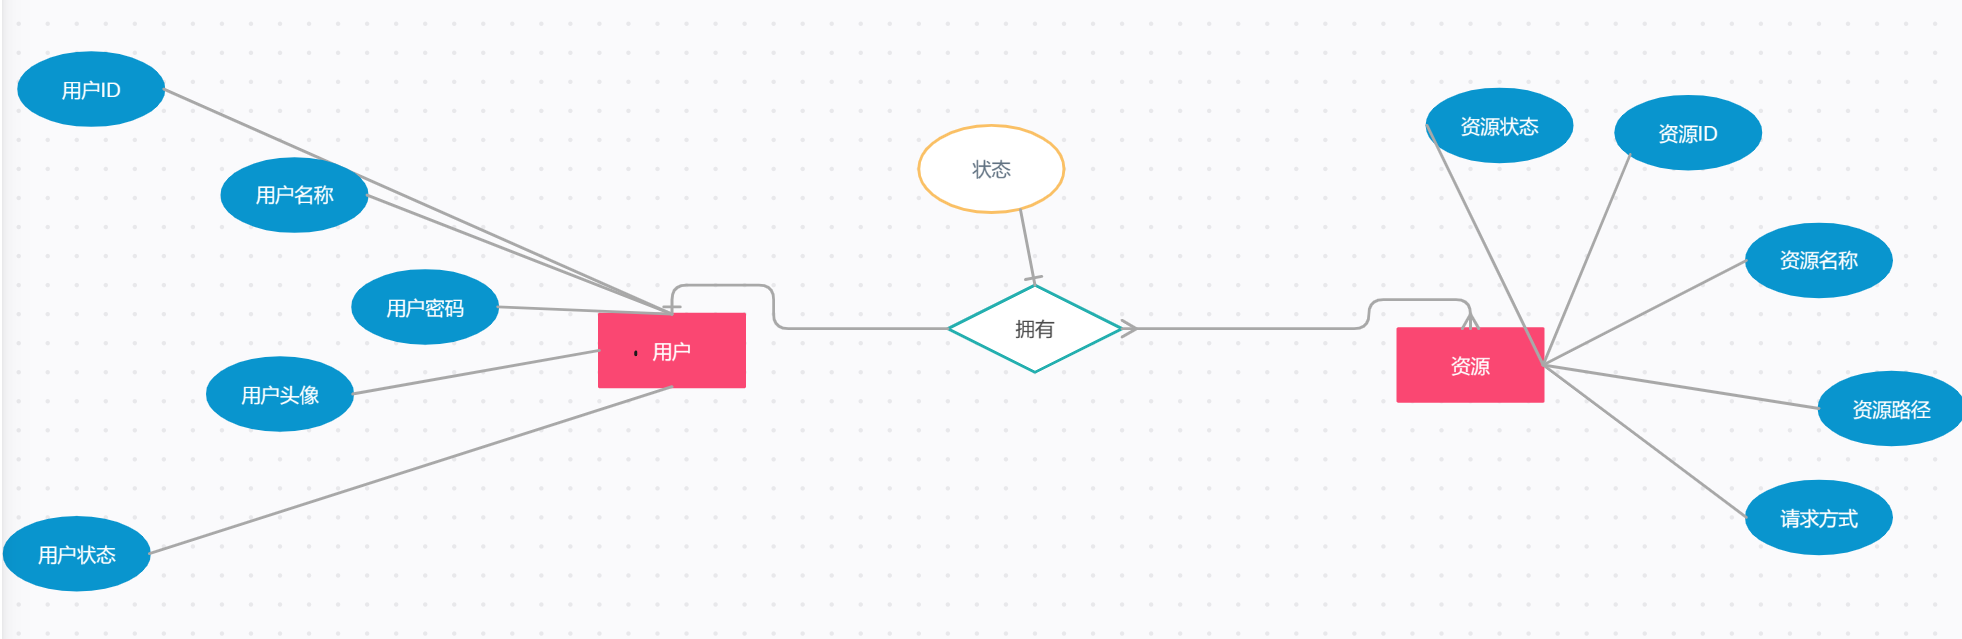 用户ID
用户名称
用户密码
用户头像
用户状态
用户
状态
拥有
资源
资源状态
资源ID
资源名称
资源路径
请求方式